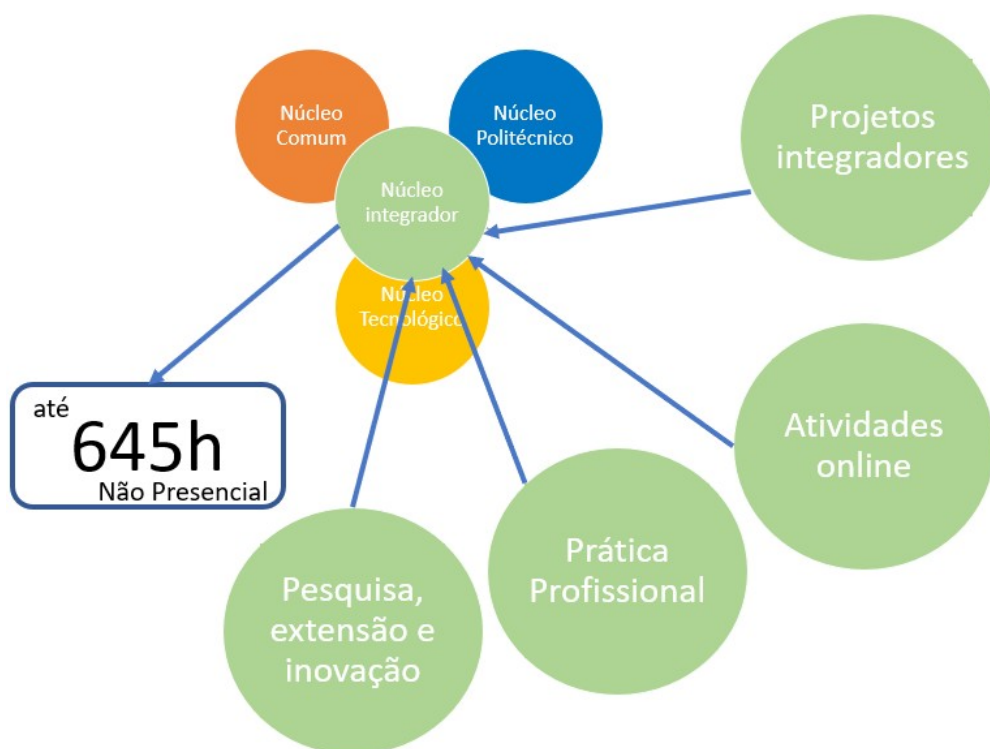 Núcleo
Comum
Núcleo
Politécnico
Núcleo
integrador
Núcleo
Tecnológico
Projetos
integradores
Atividades
online
Prática
Profissional
Pesquisa,
extensão e
inovação
até
645h
Não Presencial